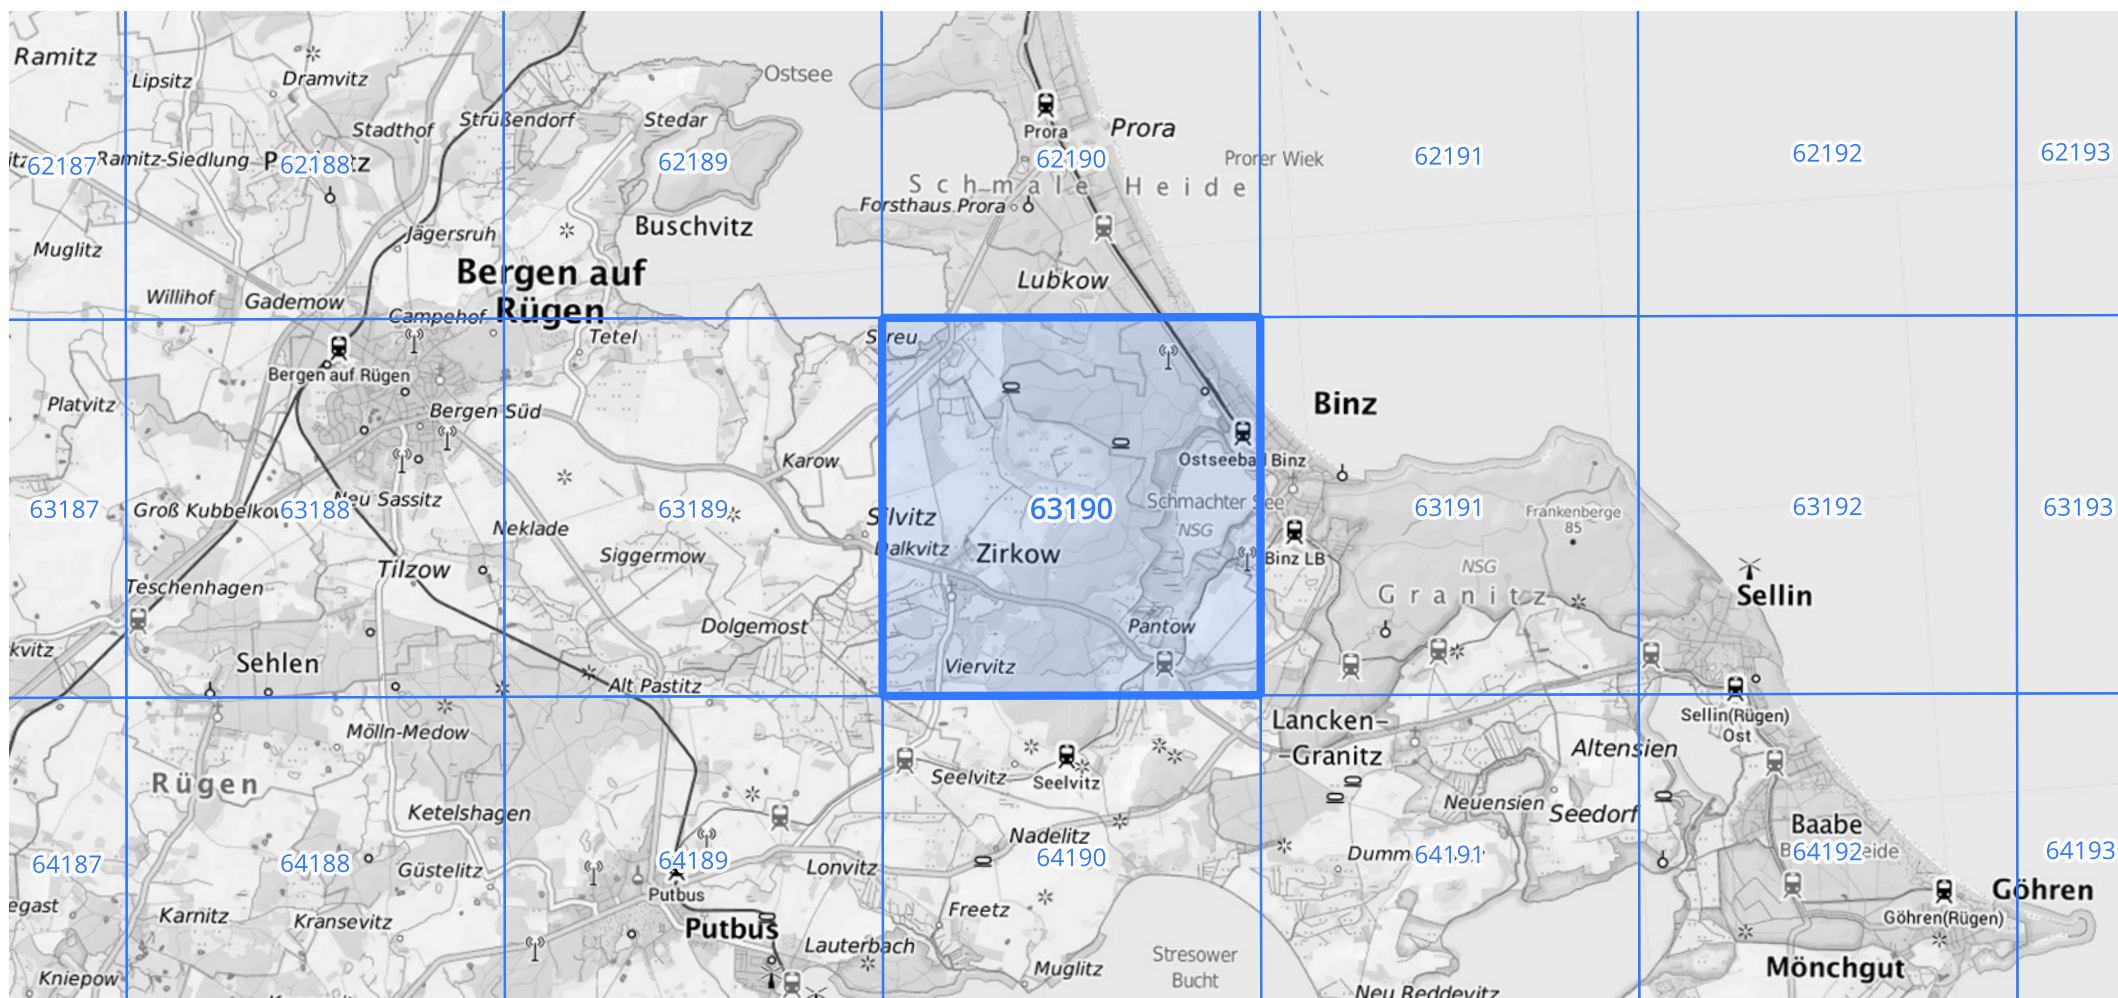 Ramitz
Lipsitz
Dramvitz
Ostsee
Stadthof
Strüßendorf
Stedar
Prora
Prora
62187
Ramitz-Siedlung
62188
62189
62190
Prorer Wiek
62191
62192
62193
Schmale Heide
Forsthaus Prora
Muglitz
Jägersruh
Buschvitz
Bergen auf
Rügen
Lubkow
Willihof
Gademow
Campehof
Tetel
Streu
Bergen auf Rügen
Platvitz
Bergen Süd
Binz
Karow
Ostseebad Binz
63187
Groß Kubbelkow
63188
Neu Sassitz
63189
Silvitz
63190
Schmachter See
NSG
63191
Frankenberge
85
63192
63193
Neklade
Siggermow
Dalkvitz
Zirkow
Binz LB
NSG
Tilzow
Teschenhagen
Granitz
Sellin
Dolgemost
Pantow
kvitz
Sehlen
Viervitz
Alt Pastitz
Mölln-Medow
Lancken-
-Granitz
Sellin(Rügen)
Ost
Altensien
Rügen
Seelvitz
Seelvitz
Ketelshagen
Neuensien
Seedorf
Nadelitz
Baabe
64187
64188
Güstelitz
64189
Lonvitz
64190
64191
64192
64193
Putbus
Göhren
egast
Karnitz
Kransevitz
Putbus
Freetz
Göhren(Rügen)
Lauterbach
Stresower
Bucht
Kniepow
Muglitz
Mönchgut
Neu Reddevitz